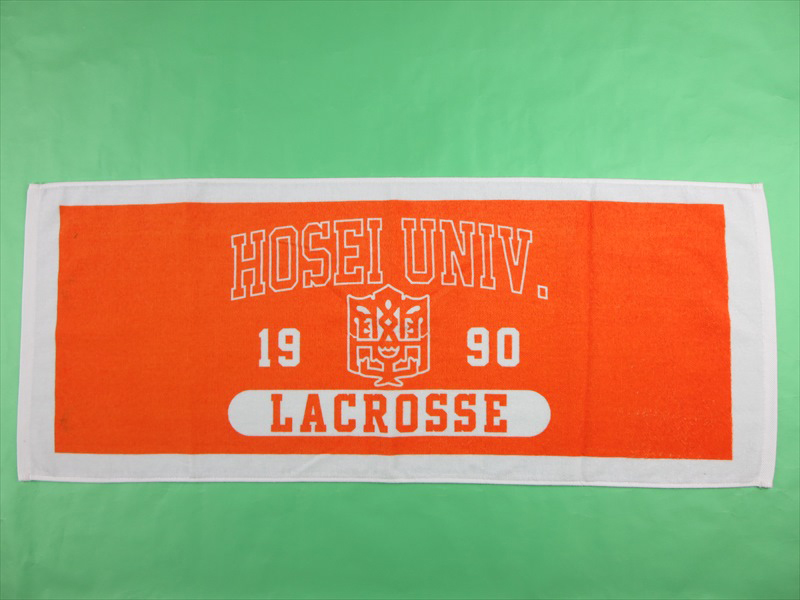 HOSEI UNIV.
19 90
LACROSSE